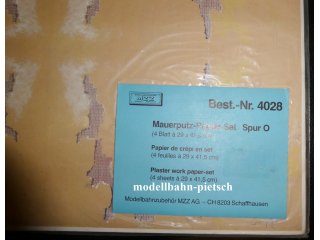 MZZ
Best.-Nr. 4028
Mauerputz-Papier Set Spur O
(4 Blatt à 29 x 41,5 cm)
Papier de crépi en set
(4 feuilles à 29 x 41,5 cm)
Plaster work paper-set
(4 sheets à 29 x 41,5 cm)
modellbahn-pietsch
Modellbahnzubehör MZZ AG - CH 8203 Schaffhausen